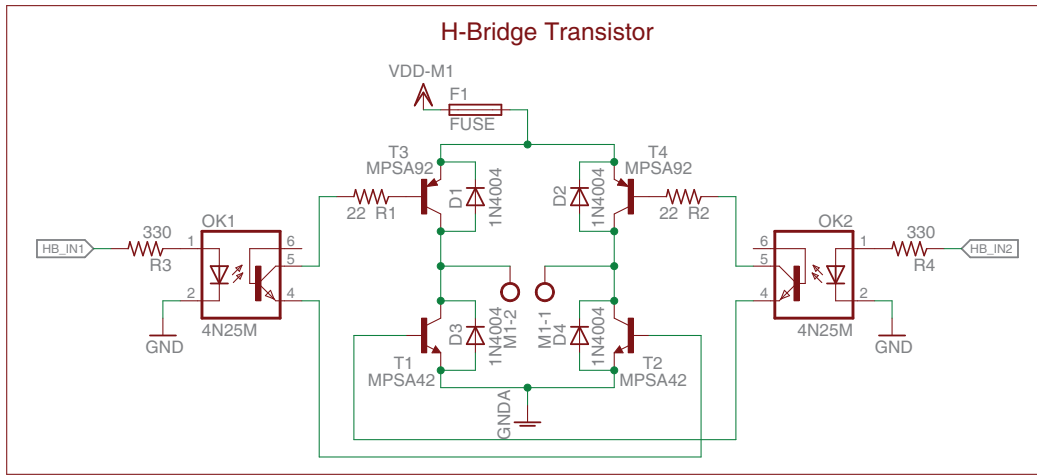 H-Bridge Transistor
VDD-M1
F1
FUSE
T3
MPSA92
T4
MPSA92
D1
1N4004
D2
1N4004
22 R1
22 R2
OK1
OK2
HB_IN1
330
R3
1
2
6
5
4
6
5
4
1
2
330
R4
HB_IN2
GND
4N25M
4N25M
GND
D3
1N4004
M1-2
M1-1
D4
1N4004
T1
MPSA42
T2
MPSA42
GNDA